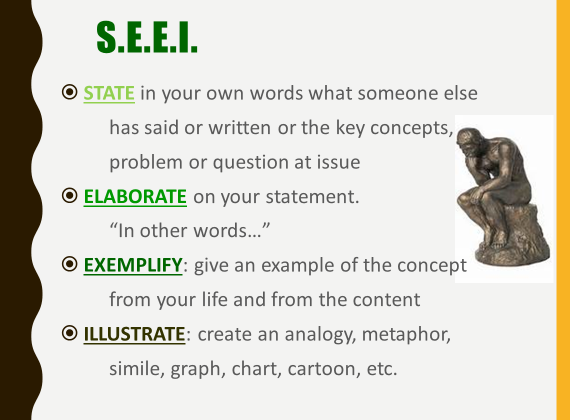 S.E.E.I.
STATE in your own words what someone else
has said or written or the key concepts,
problem or question at issue
ELABORATE on your statement.
“In other words…”
EXEMPLIFY: give an example of the concept
from your life and from the content
ILLUSTRATE: create an analogy, metaphor,
simile, graph, chart, cartoon, etc.